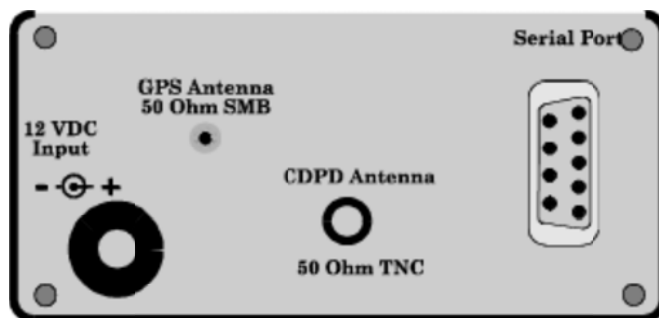 Serial Port
GPS Antenna
50 Ohm SMB
12 VDC
Input
- +
CDPD Antenna
50 Ohm TNC